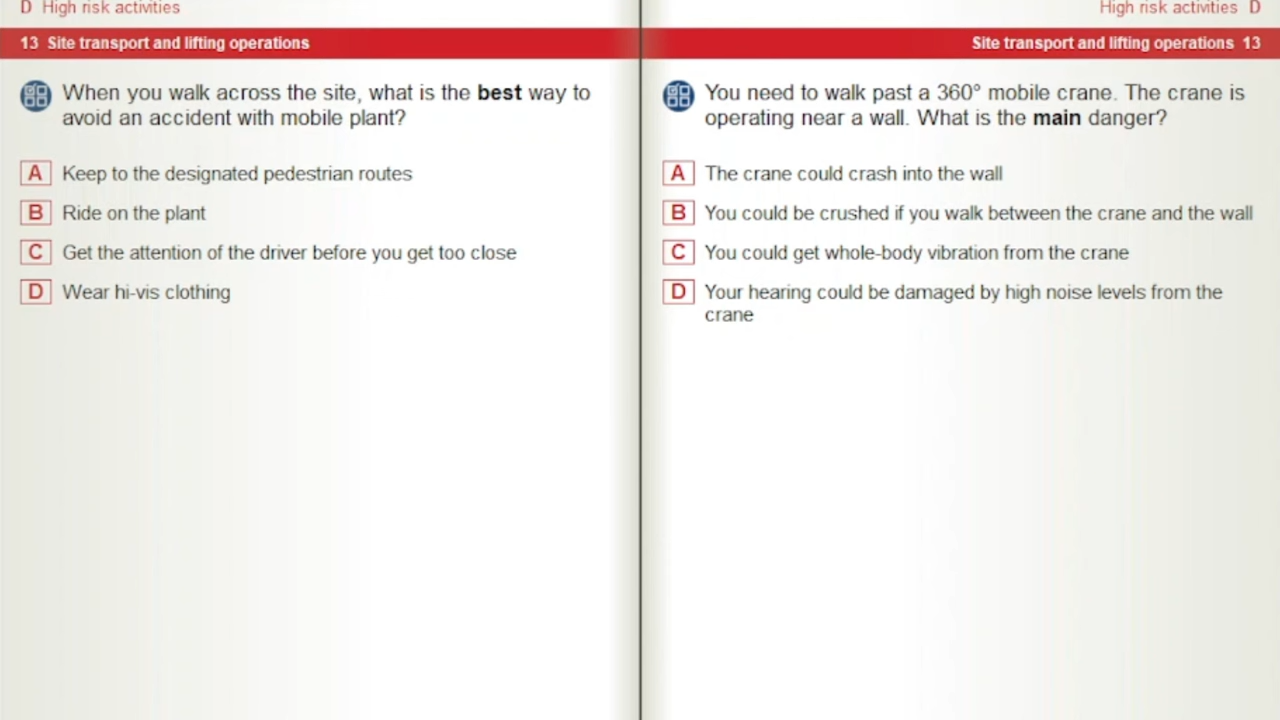 D High risk activities
13 Site transport and lifting operations
When you walk across the site, what is the best way to
avoid an accident with mobile plant?
A Keep to the designated pedestrian routes
B Ride on the plant
C Get the attention of the driver before you get too close
D Wear hi-vis clothing
High risk activities D
Site transport and lifting operations 13
You need to walk past a 360° mobile crane. The crane is
operating near a wall. What is the main danger?
A The crane could crash into the wall
B You could be crushed if you walk between the crane and the wall
C You could get whole-body vibration from the crane
D Your hearing could be damaged by high noise levels from the
crane